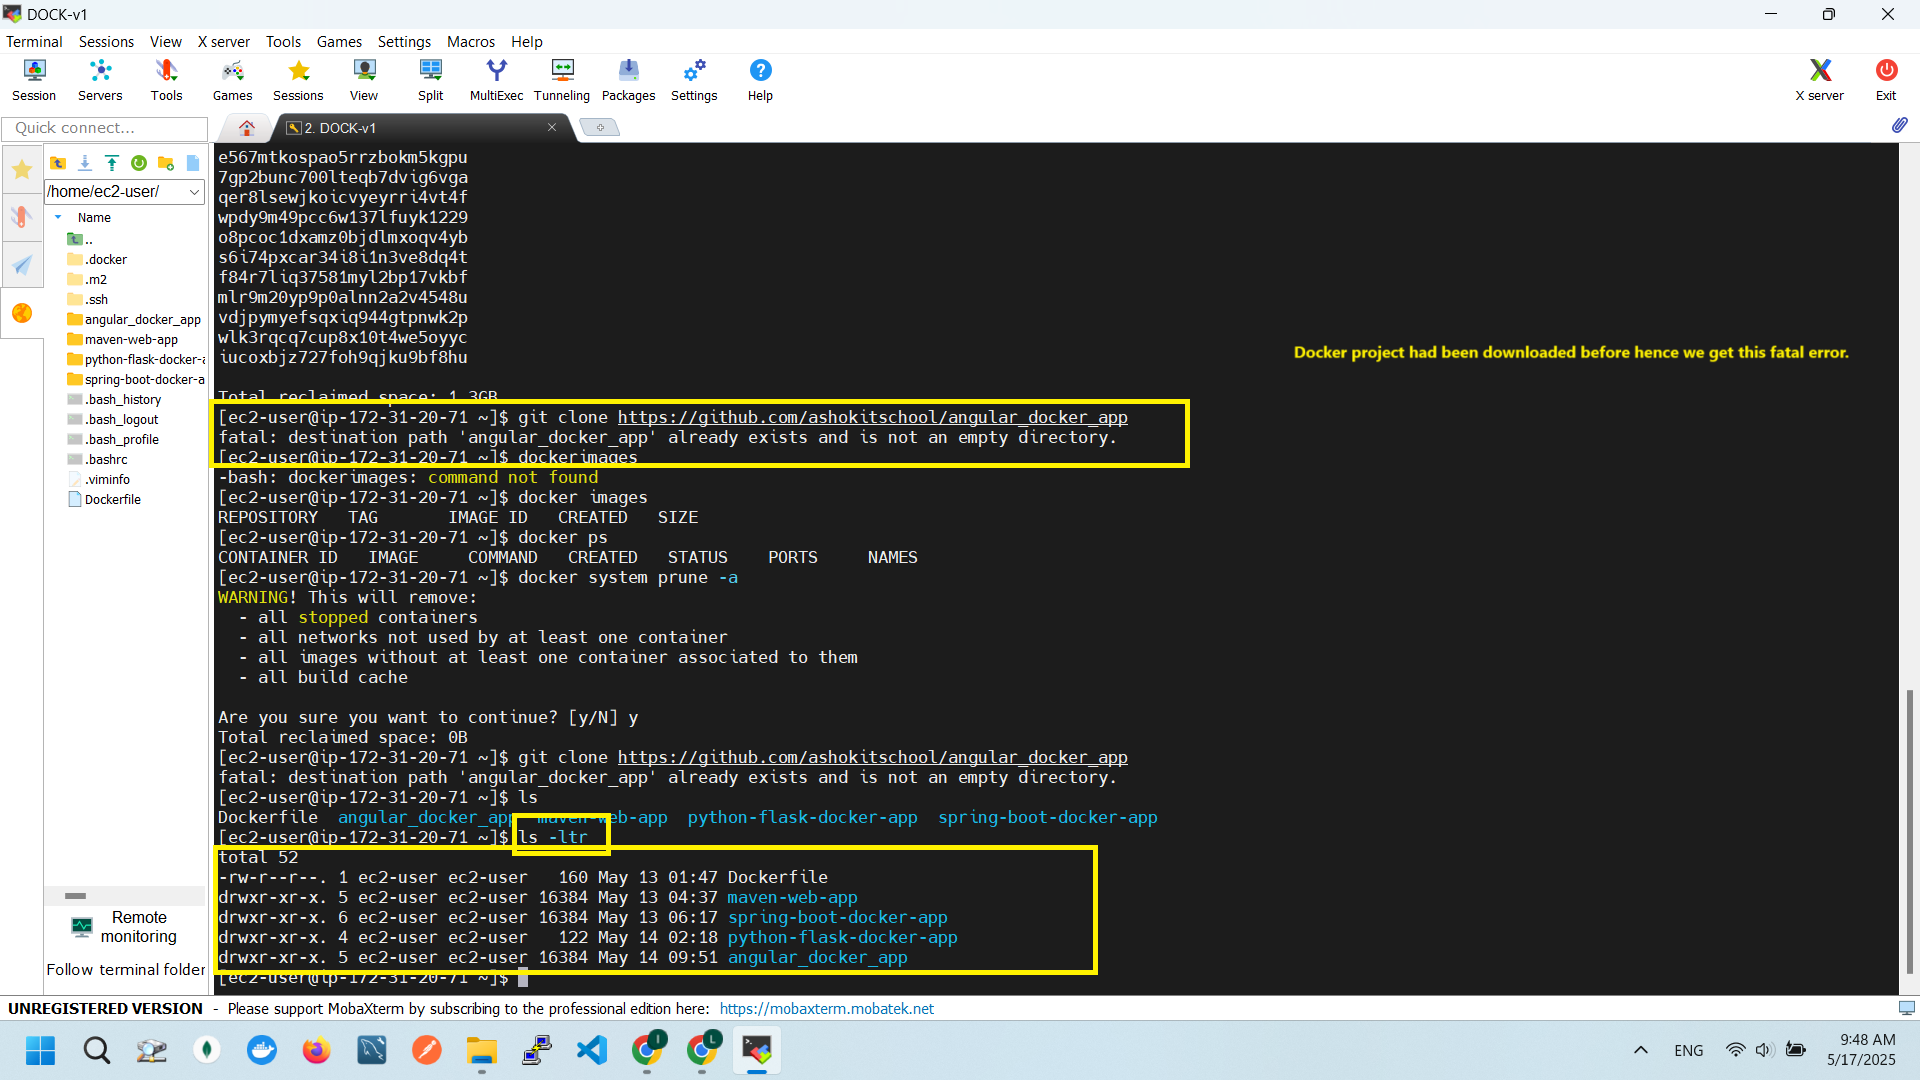 DOCK-v1
Terminal Sessions View X server Tools Games Settings Macros Help
Session Servers Tools Games Sessions View Split MultiExec Tunneling Packages Settings Help X server Exit
Quick connect...
2. DOCK-v1
/home/ec2-user/
Name
..
.docker
.m2
.ssh
angular_docker_app
maven-web-app
python-flask-docker-a
spring-boot-docker-a
.bash_history
.bash_logout
.bash_profile
.bashrc
.viminfo
Dockerfile
Remote
monitoring
Follow terminal folder
e567mtkospao5rrzbokm5kgpu
7gp2bunc700lteqb7dvig6vga
qer8lsewjkoicvyeyrri4vt4f
wpdy9m49pcc6w137lfuyk1229
o8pcoc1dxamz0bjdlmxoqv4yb
s6i74pxcar34i8i1n3ve8dq4t
f84r7liq37581myl2bp17vkbf
mlr9m20yp9p0alnn2a2v4548u
vdjpymyefsqxiq944gtpnwk2p
wlk3rqcq7cup8x10t4we5oyyc
iucoxbjz727foh9qjku9bf8hu
Docker project had been downloaded before hence we get this fatal error.
Total reclaimed space: 1.3GB
[ec2-user@ip-172-31-20-71 ~]$ git clone https://github.com/ashokitschool/angular_docker_app
fatal: destination path 'angular_docker_app' already exists and is not an empty directory.
[ec2-user@ip-172-31-20-71 ~]$ dockerimages
-bash: dockerimages: command not found
[ec2-user@ip-172-31-20-71 ~]$ docker images
REPOSITORY TAG IMAGE ID CREATED SIZE
[ec2-user@ip-172-31-20-71 ~]$ docker ps
CONTAINER ID IMAGE COMMAND CREATED STATUS PORTS NAMES
[ec2-user@ip-172-31-20-71 ~]$ docker system prune -a
WARNING! This will remove:
- all stopped containers
- all networks not used by at least one container
- all images without at least one container associated to them
- all build cache
Are you sure you want to continue? [y/N] y
Total reclaimed space: 0B
[ec2-user@ip-172-31-20-71 ~]$ git clone https://github.com/ashokitschool/angular_docker_app
fatal: destination path 'angular_docker_app' already exists and is not an empty directory.
[ec2-user@ip-172-31-20-71 ~]$ ls
Dockerfile angular_docker_app maven-web-app python-flask-docker-app spring-boot-docker-app
[ec2-user@ip-172-31-20-71 ~]$ ls -ltr
total 52
-rw-r--r--. 1 ec2-user ec2-user 160 May 13 01:47 Dockerfile
drwxr-xr-x. 5 ec2-user ec2-user 16384 May 13 04:37 maven-web-app
drwxr-xr-x. 6 ec2-user ec2-user 16384 May 13 06:17 spring-boot-docker-app
drwxr-xr-x. 4 ec2-user ec2-user 122 May 14 02:18 python-flask-docker-app
drwxr-xr-x. 5 ec2-user ec2-user 16384 May 14 09:51 angular_docker_app
[ec2-user@ip-172-31-20-71 ~]$
UNREGISTERED VERSION - Please support MobaXterm by subscribing to the professional edition here: https://mobaxterm.mobatek.net
I
L
ENG
9:48 AM
5/17/2025